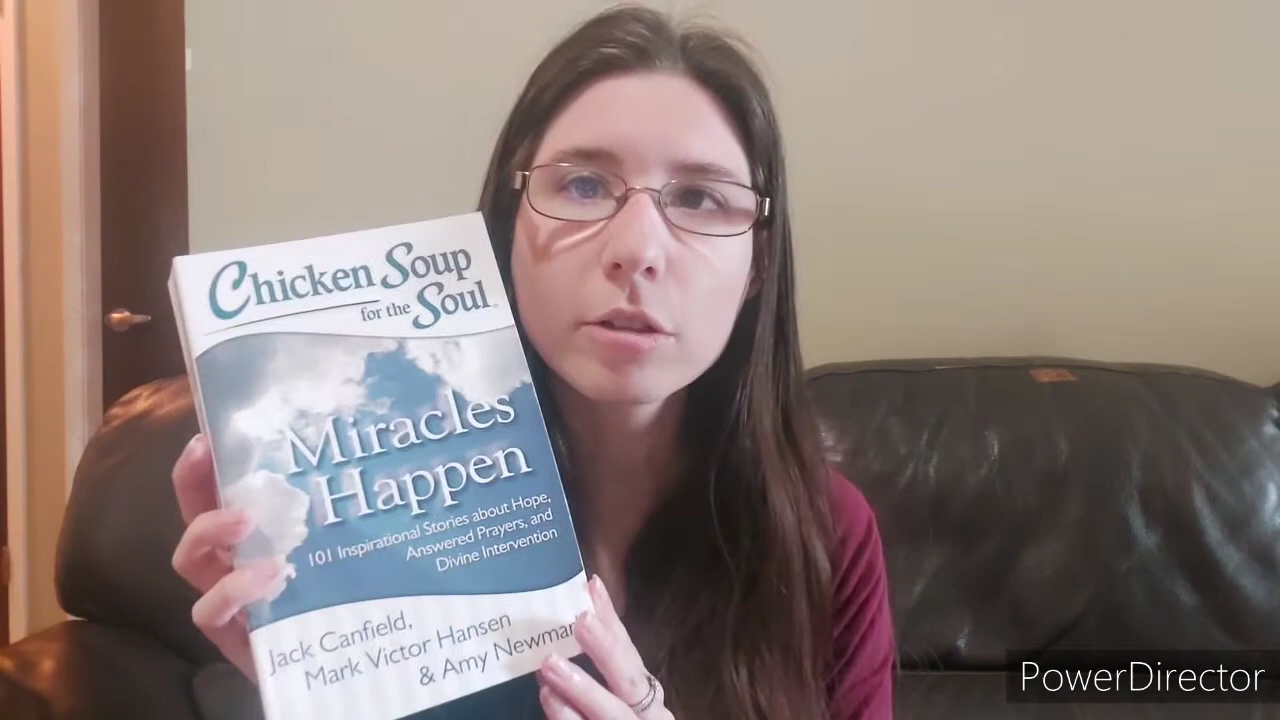 Chicken Soup
for the Soul
Miracles
Happen
101 Inspirational Stories about Hope,
Answered Prayers, and
Divine Intervention
Jack Canfield,
Mark Victor Hansen
& Amy Newmark
PowerDirector